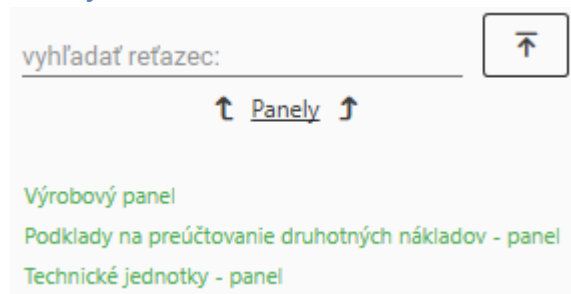 vyhľadať reťazec:
Panely
Výrobový panel
Podklady na preúčtovanie druhotných nákladov - panel
Technické jednotky - panel